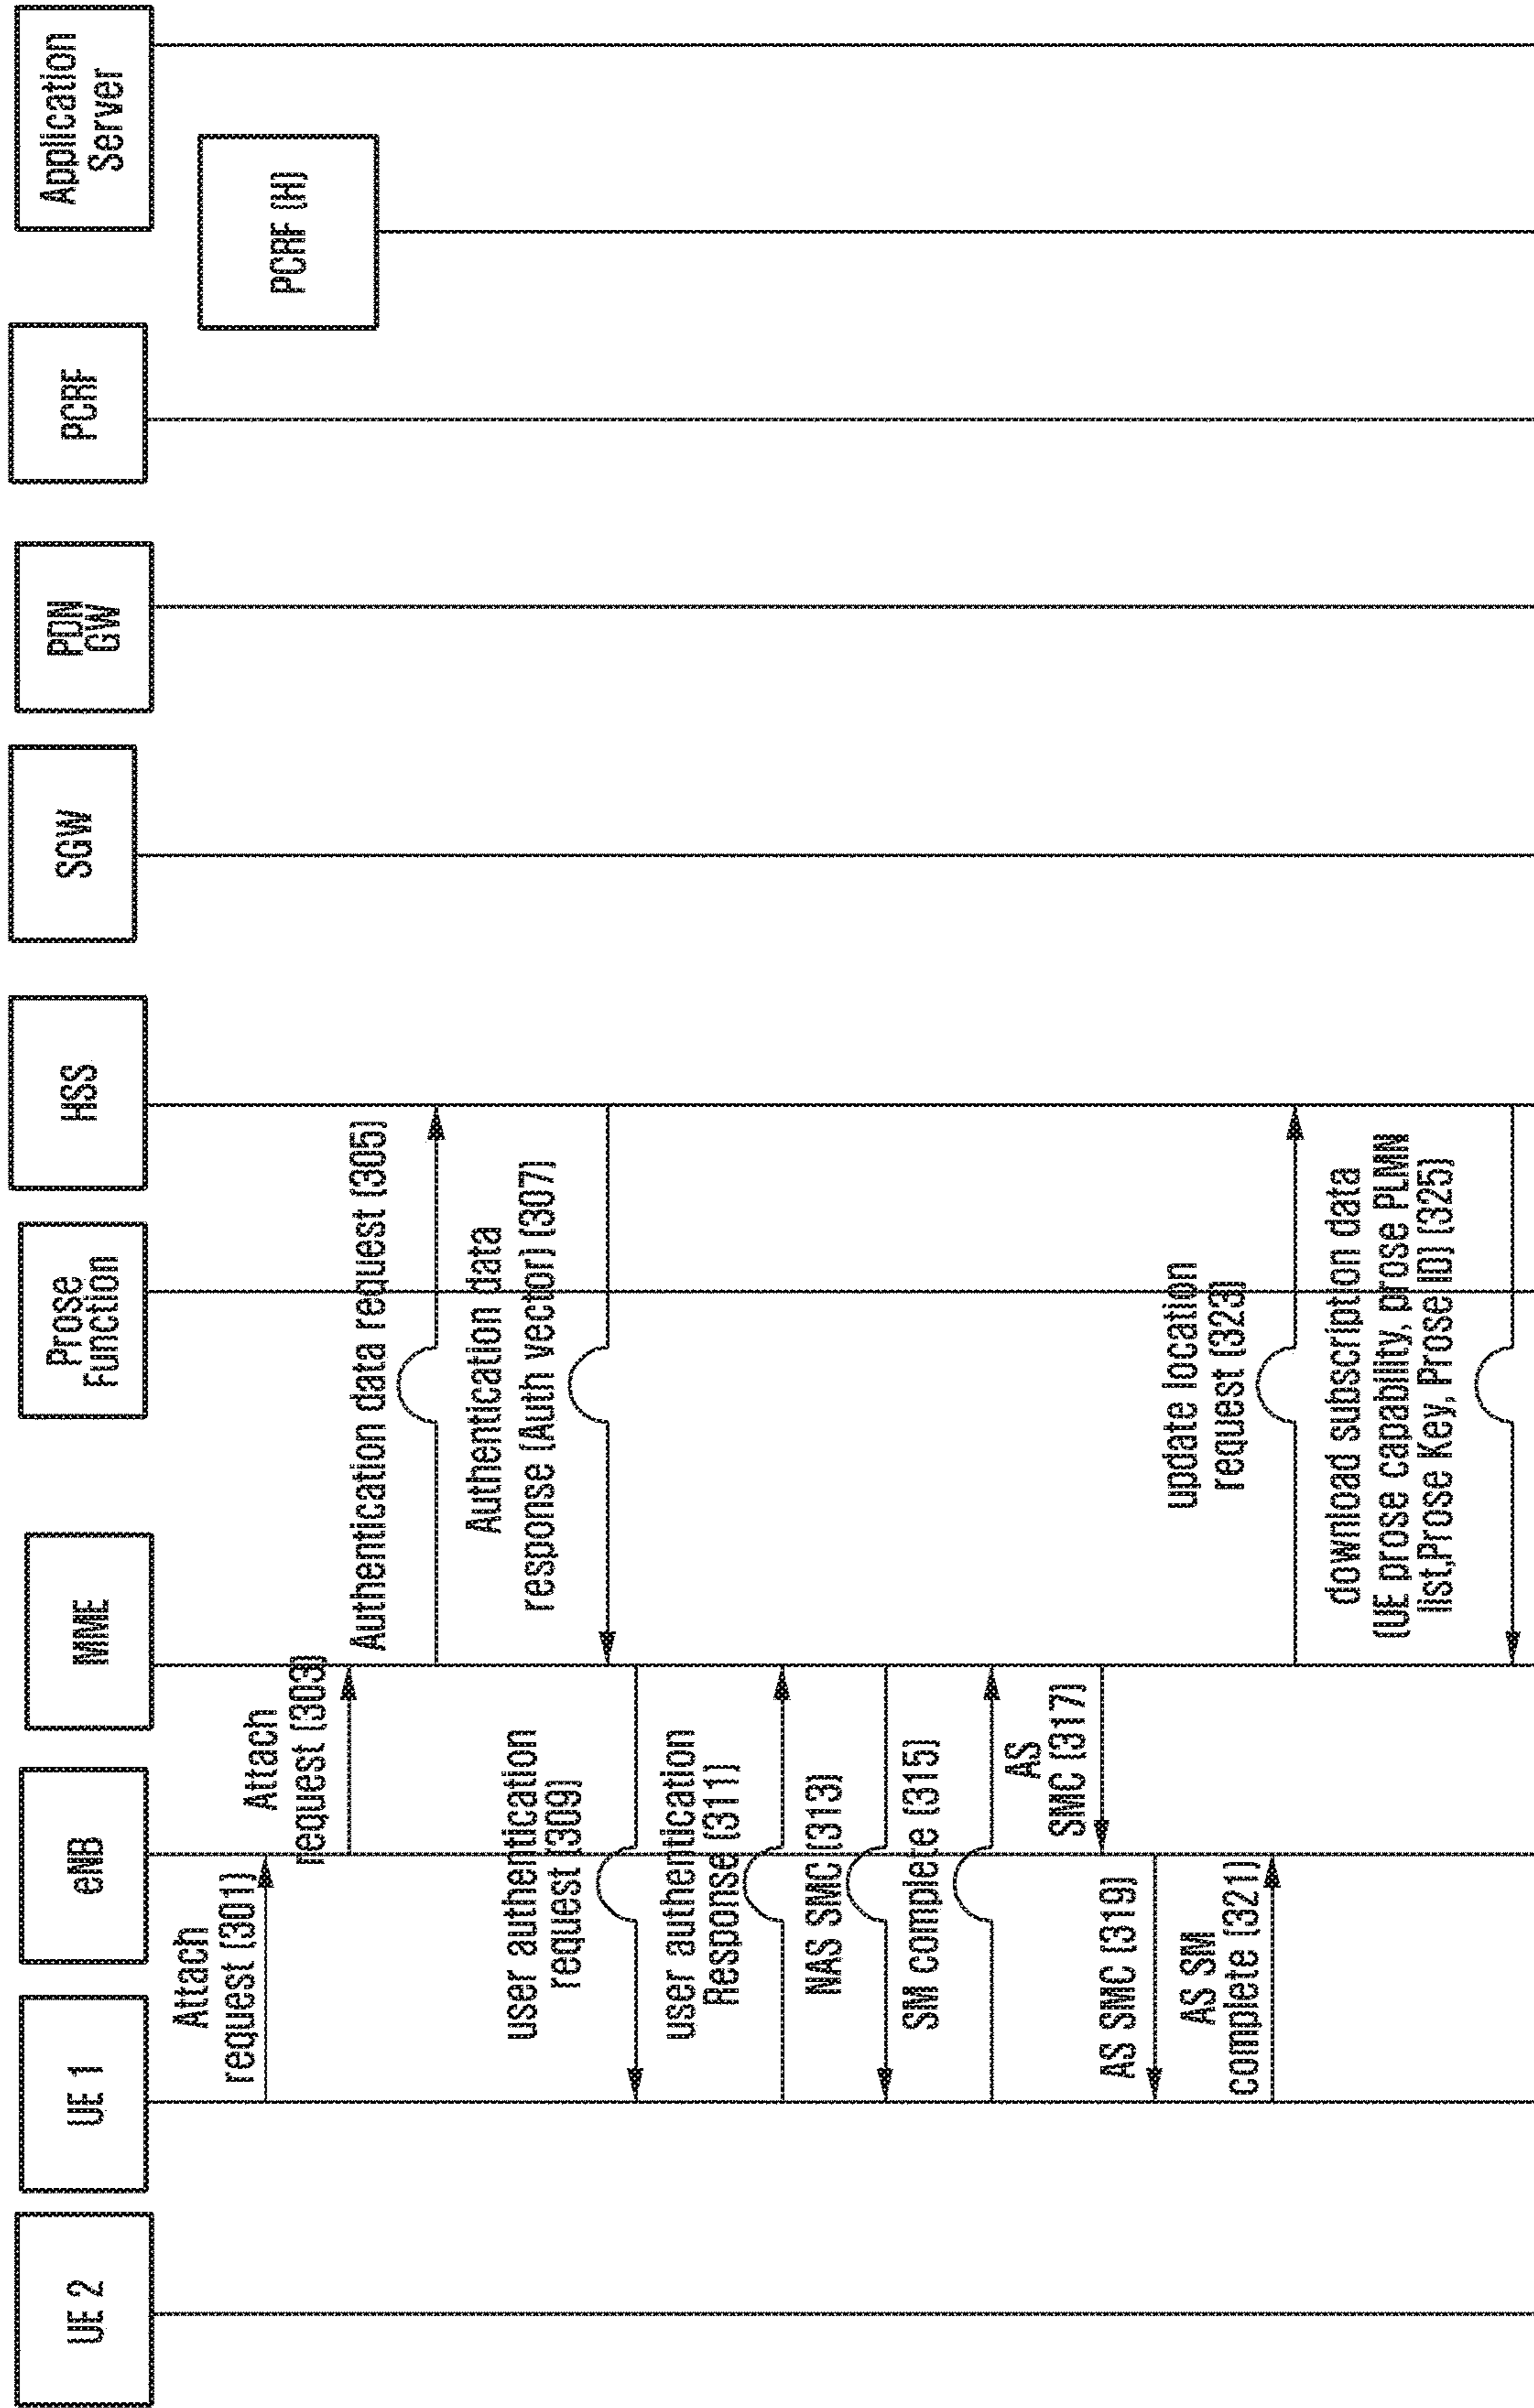 UE 2
UE 1
eNB
MME
Prose
Function
HSS
SGW
PDN
GW
PCRF
PCRF (H)
Application
Server
Attach
request (301)
Attach
request (303)
Authentication data request (305)
Authentication data
response (Auth vector) (307)
user authentication
request (309)
user authentication
Response (311)
NAS SMC (313)
SM complete (315)
AS
SMC (317)
AS SMC (319)
AS SM
complete (321)
update location
request (323)
download subscription data
(UE prose capability, prose PLMN
list,Prose Key, Prose ID) (325)